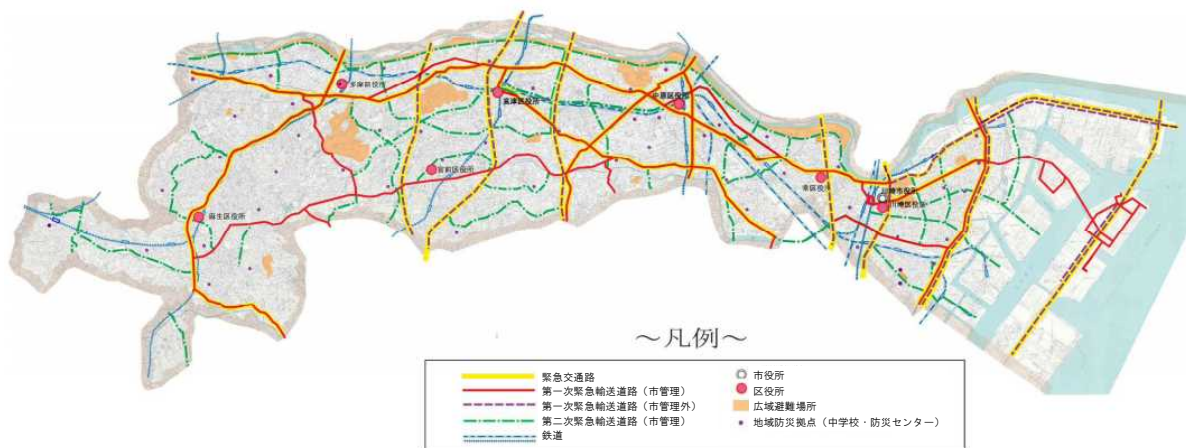 多摩区役所
高津区役所
中原区役所
宮前区役所
幸区役所
川崎市役所
川崎区役所
麻生区役所
～凡例～
緊急交通路
第一次緊急輸送道路（市管理）
第一次緊急輸送道路（市管理外）
第二次緊急輸送道路（市管理）
鉄道
市役所
区役所
広域避難場所
地域防災拠点（中学校・防災センター）